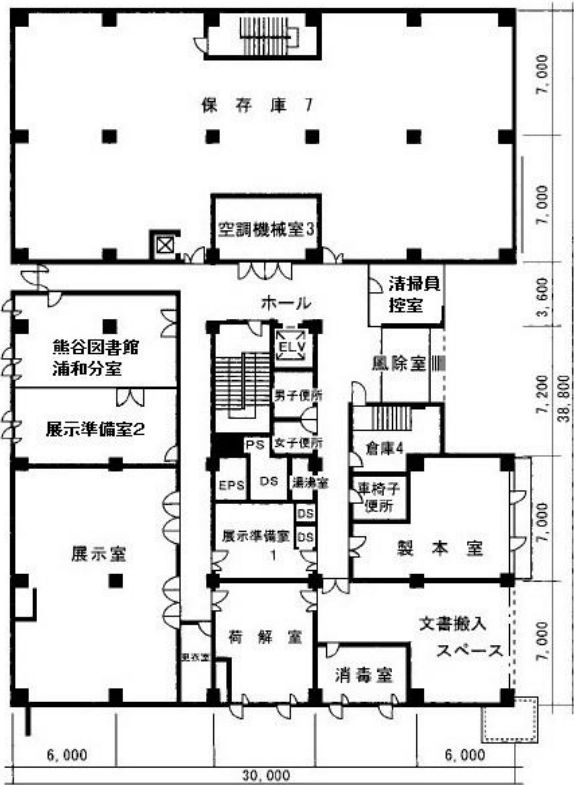 保存庫 7
7,000
7,000
空調機械室3
清掃員
控室
3,600
ホール
ELV
熊谷図書館
浦和分室
風除室
7,200
38,800
男子便所
展示準備室2
女子便所
PS
倉庫4
EPS
DS
湯沸室
車椅子
便所
DS
DS
展示準備室
1
製本室
7,000
展示室
文書搬入
スペース
荷解室
更衣室
消毒室
7,000
6,000
6,000
30,000